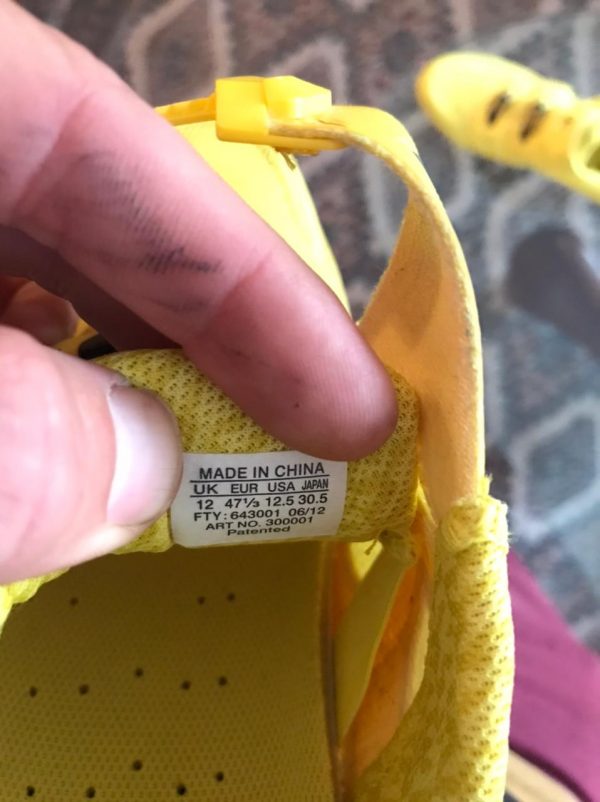 MADE IN CHINA
UK EUR USA JAPAN
12 47⅓ 12.5 30.5
FTY: 643001 06/12
ART NO. 300001
Patented